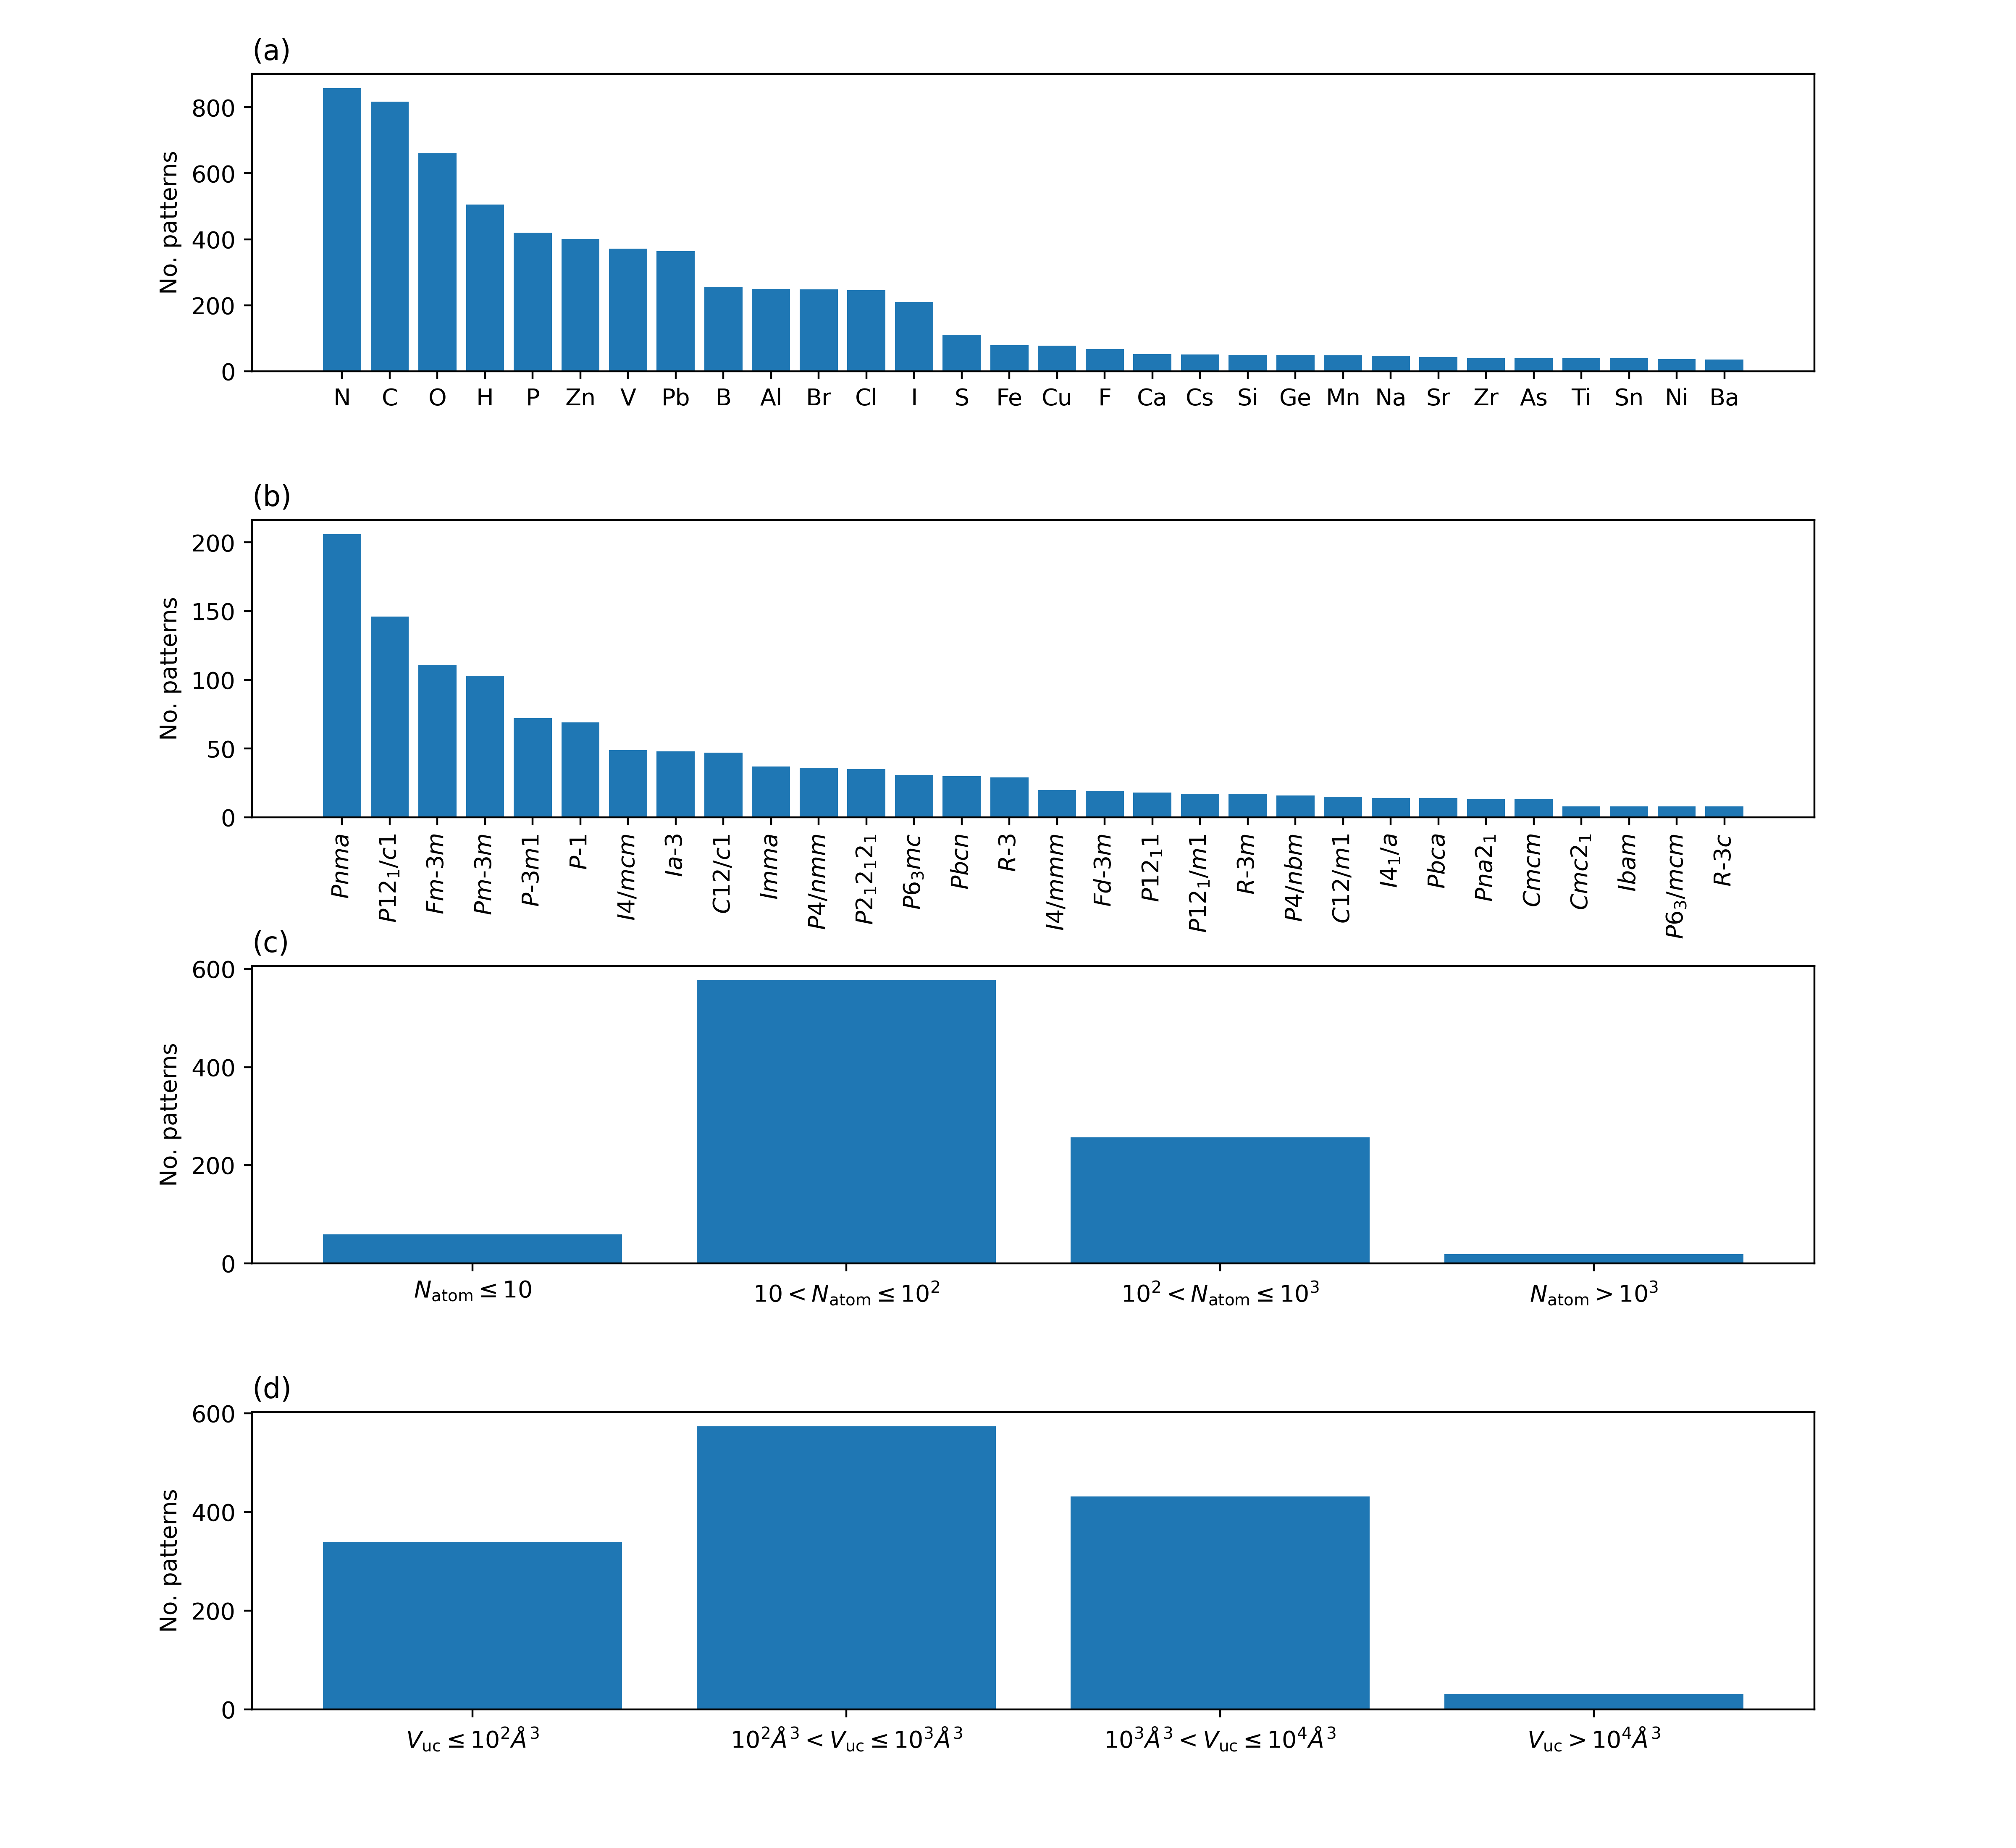 (a)
No. patterns
800
600
400
200
0
N C O H P Zn V Pb B Al Br Cl I S Fe Cu F Ca Cs Si Ge Mn Na Sr Zr As Ti Sn Ni Ba
(b)
No. patterns
200
150
100
50
0
Pnma
P12₁/c1
Fm-3m
Pm-3m
P-3m1
P-1
I4/mcm
Ia-3
C12/c1
Imma
P4/nmm
P2₁2₁2₁
P6₃mc
Pbcn
R-3
I4/mmm
Fd-3m
P12₁1
P12₁/m1
R-3m
P4/nbm
C12/m1
I4₁/a
Pbca
Pna2₁
Cmcm
Cmc2₁
Ibam
P6₃/mcm
R-3c
(c)
No. patterns
600
400
200
0
N_atom ≤ 10
10 < N_atom ≤ 10²
10² < N_atom ≤ 10³
N_atom > 10³
(d)
No. patterns
600
400
200
0
V_uc ≤ 10²Å³
10²Å³ < V_uc ≤ 10³Å³
10³Å³ < V_uc ≤ 10⁴Å³
V_uc > 10⁴Å³